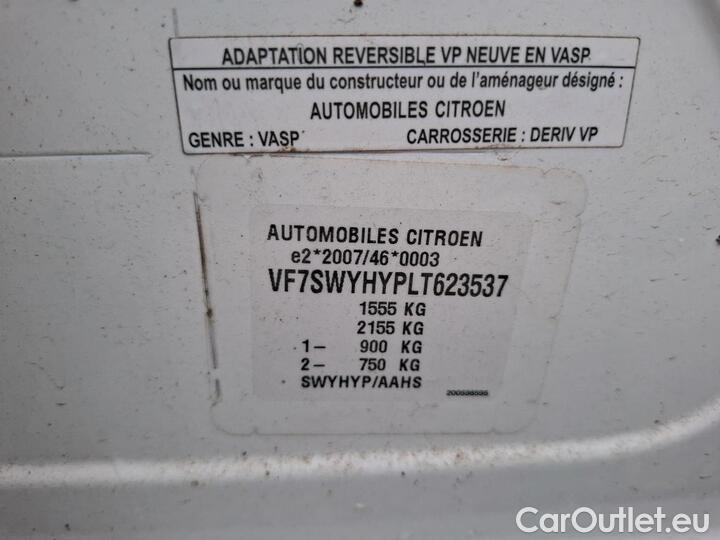 ADAPTATION REVERSIBLE VP NEUVE EN VASP
Nom ou marque du constructeur ou de l'aménageur désigné :
AUTOMOBILES CITROEN
GENRE : VASP CARROSSERIE : DERIV VP
AUTOMOBILES CITROEN
e2*2007/46*0003
VF7SWYHYPLT623537
1555 KG
2155 KG
1– 900 KG
2– 750 KG
SWYHYP/AAHS
CarOutlet.eu